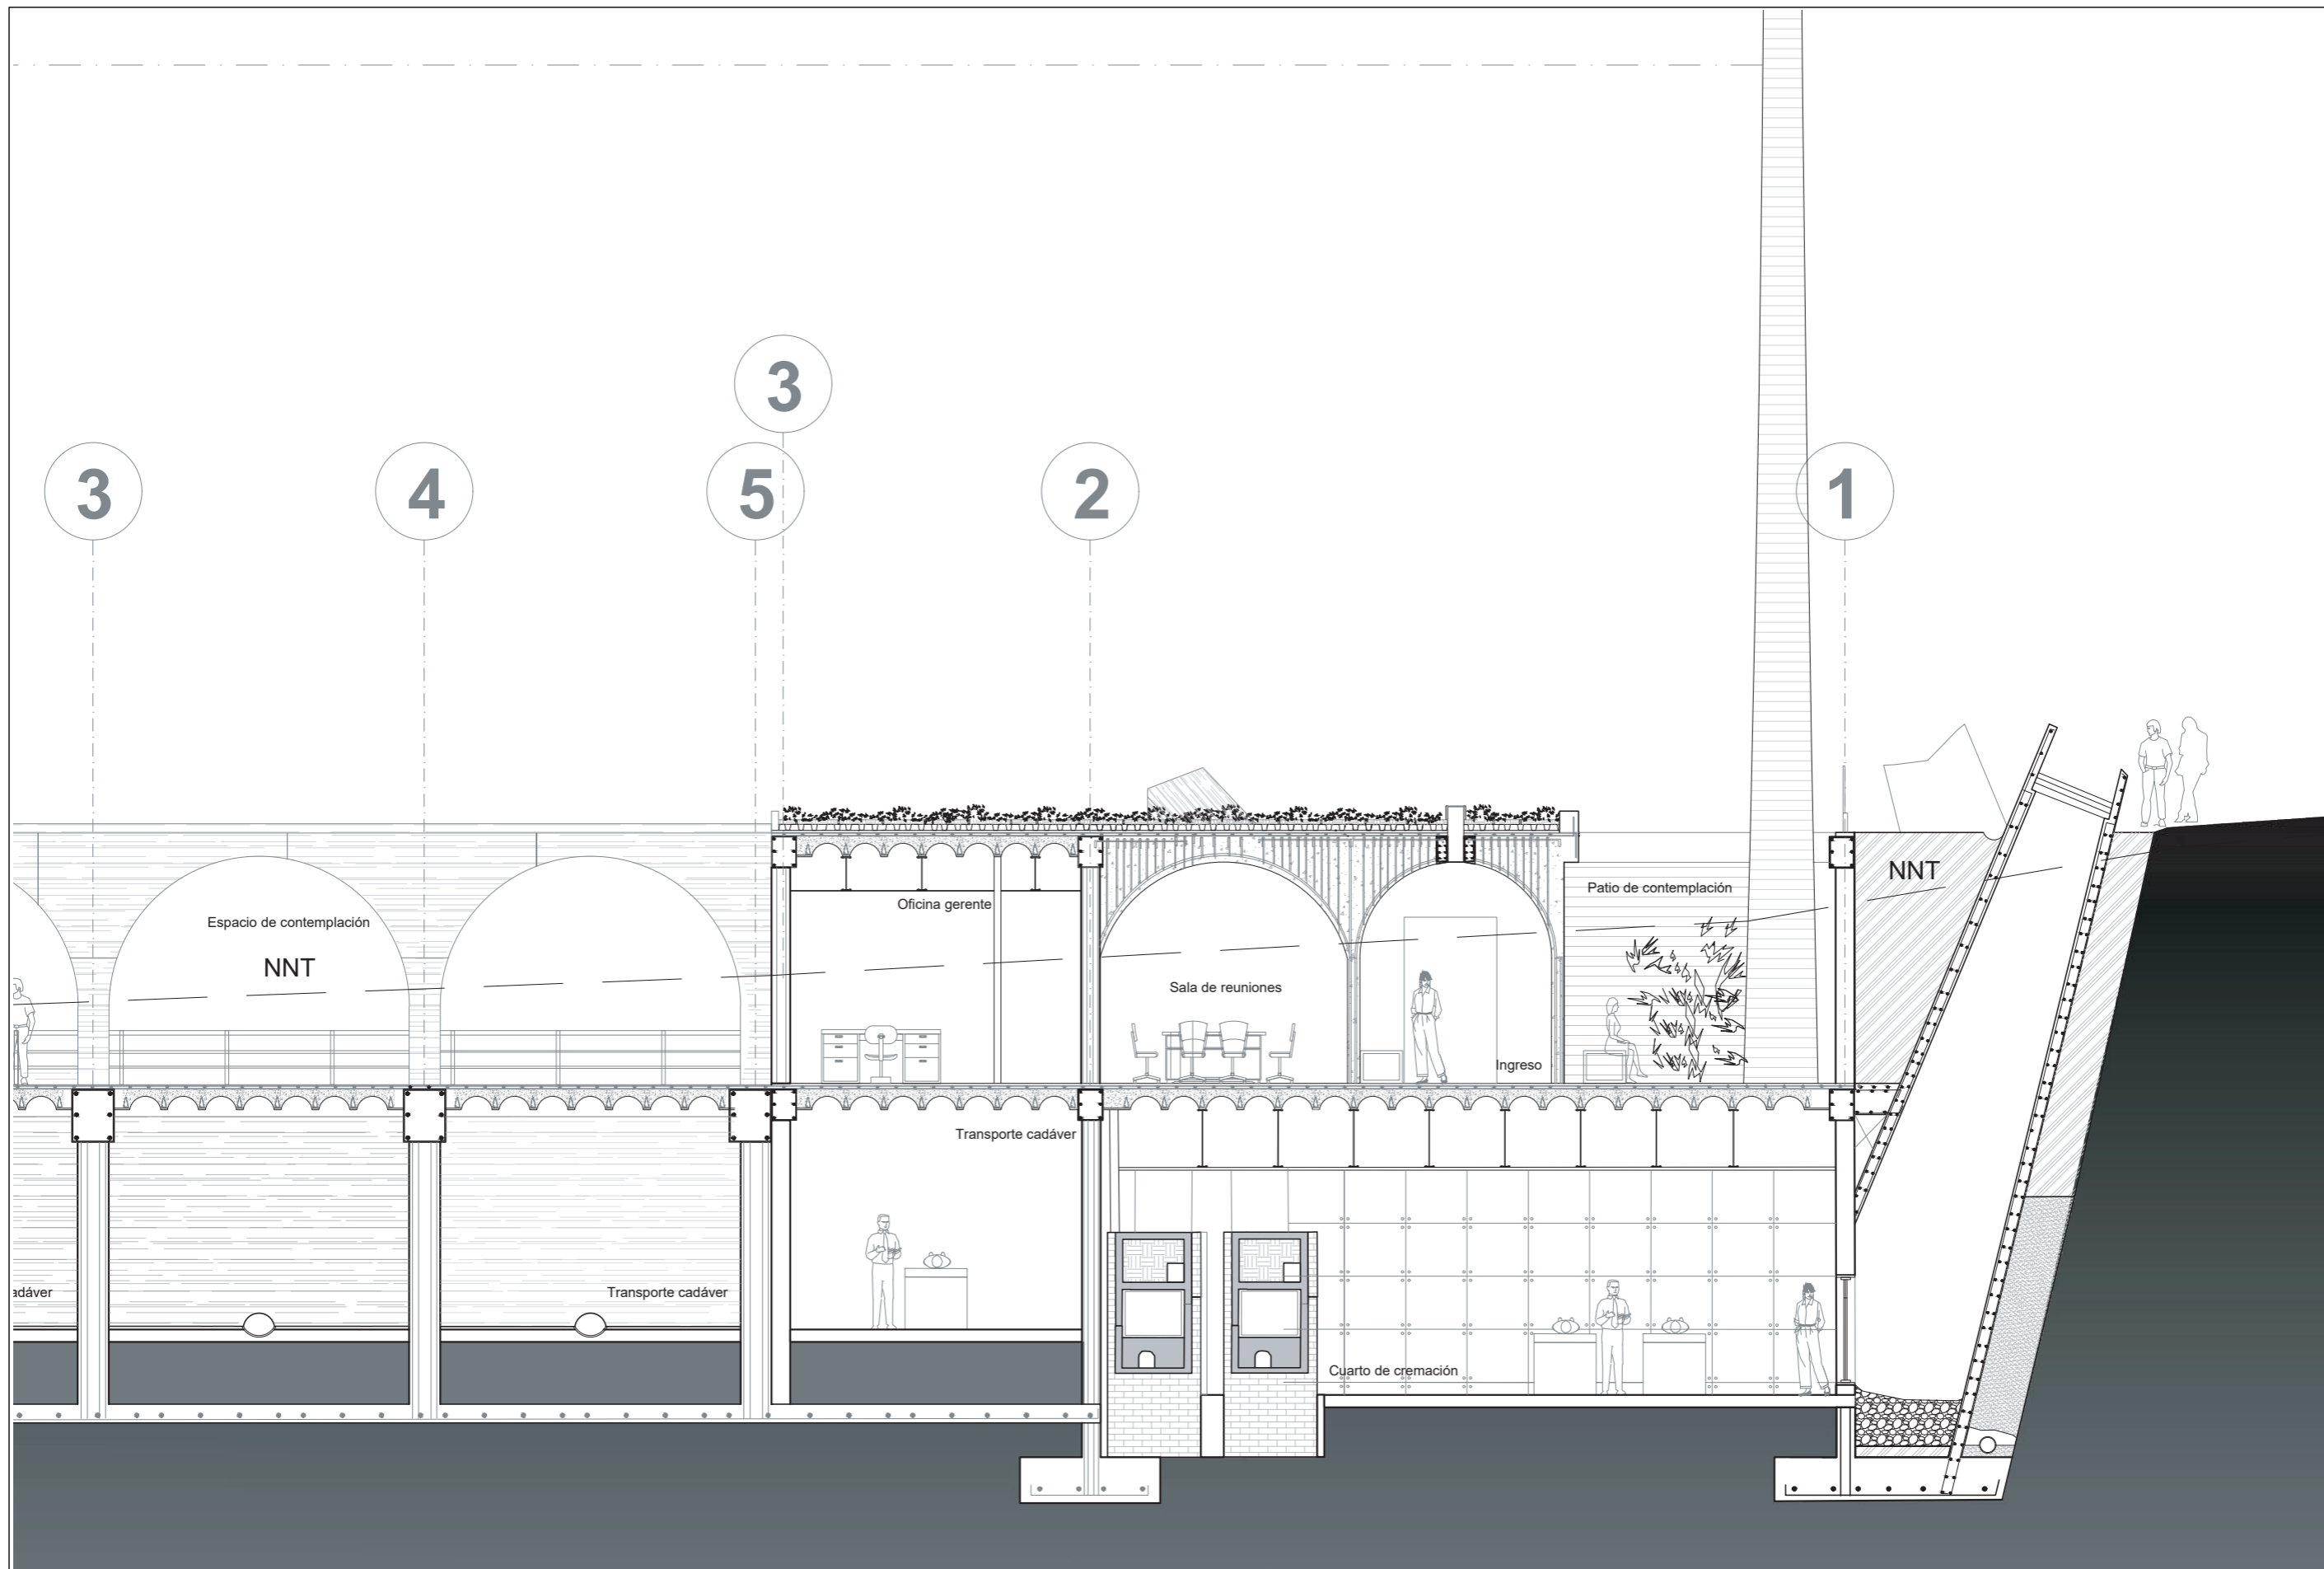 3
3
4
5
2
1
NNT
Patio de contemplación
Oficina gerente
Espacio de contemplación
NNT
Sala de reuniones
Ingreso
Transporte cadáver
adáver
Transporte cadáver
Cuarto de cremación